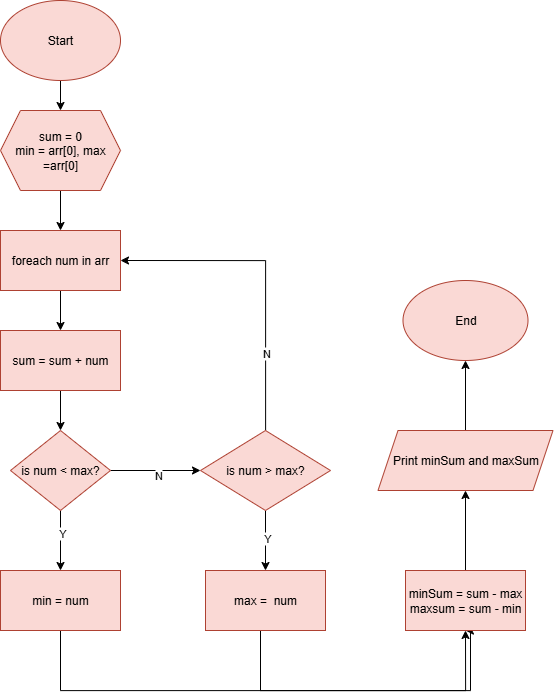 Start
sum = 0
min = arr[0], max
=arr[0]
foreach num in arr
sum = sum + num
is num < max?
N
is num > max?
N
Y
Y
min = num
max = num
minSum = sum - max
maxsum = sum - min
Print minSum and maxSum
End